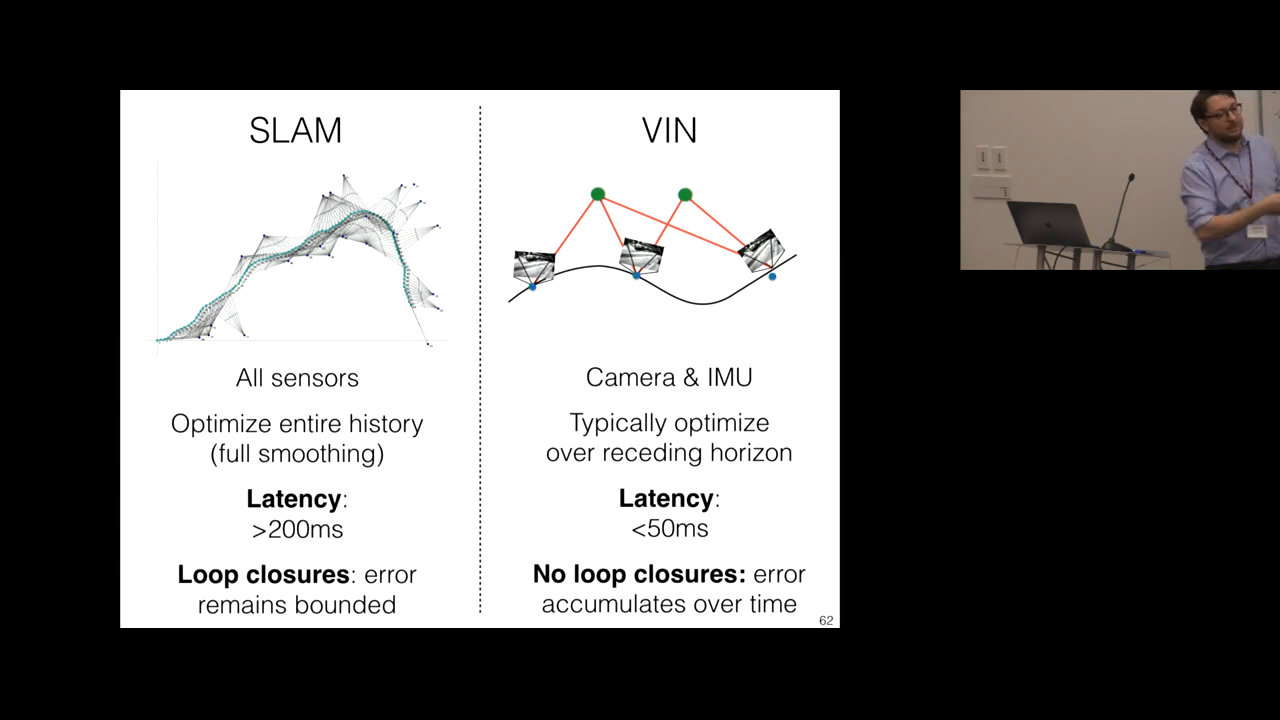 SLAM
All sensors
Optimize entire history
(full smoothing)
Latency:
>200ms
Loop closures: error
remains bounded
VIN
Camera & IMU
Typically optimize
over receding horizon
Latency:
<50ms
No loop closures: error
accumulates over time
62